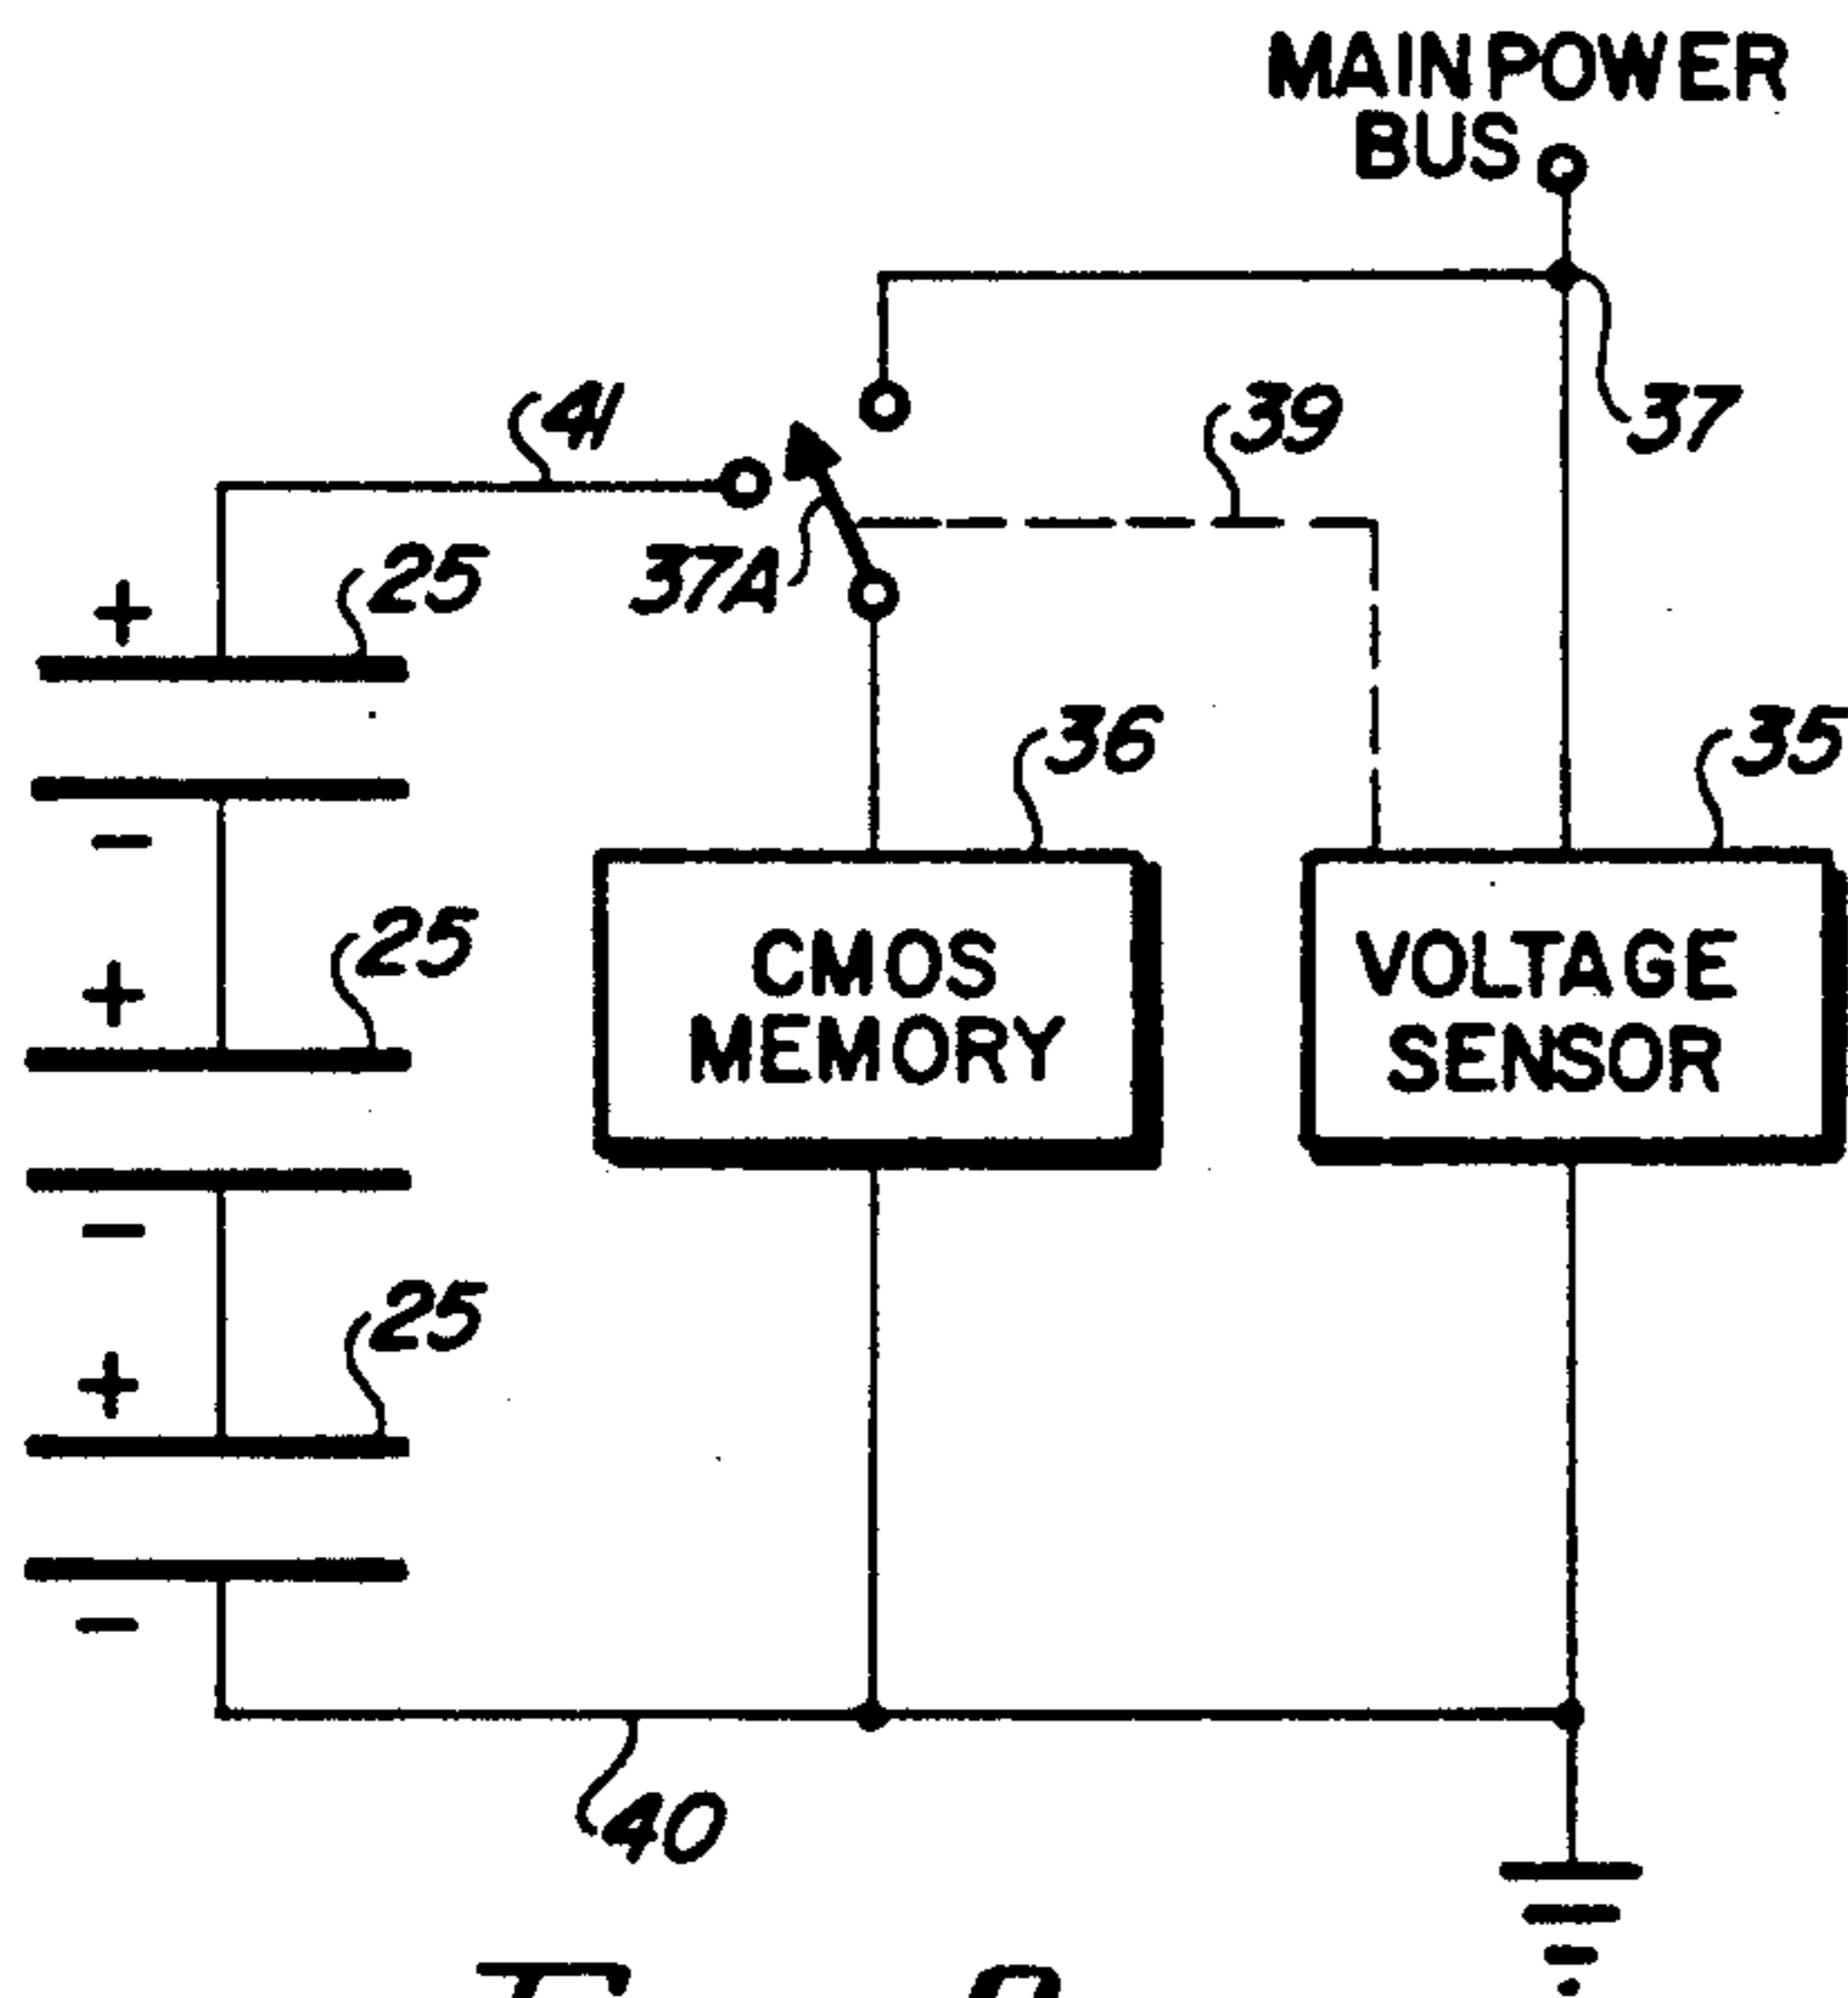 MAIN POWER
BUS
41
39
37
25
37A
36
35
+
-
25
CMOS
MEMORY
VOLTAGE
SENSOR
+
-
25
+
-
40